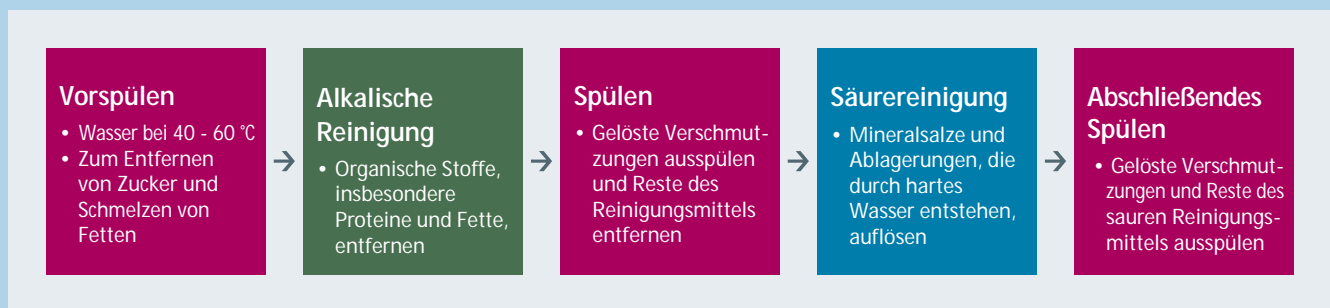 Vorspülen
• Wasser bei 40 - 60 °C
• Zum Entfernen
von Zucker und
Schmelzen von
Fetten
Alkalische
Reinigung
• Organische Stoffe,
insbesondere
Proteine und Fette,
entfernen
Spülen
• Gelöste Verschmut-
zungen ausspülen
und Reste des
Reinigungsmittels
entfernen
Säurereinigung
• Mineralsalze und
Ablagerungen, die
durch hartes
Wasser entstehen,
auflösen
Abschließendes
Spülen
• Gelöste Verschmut-
zungen und Reste des
sauren Reinigungs-
mittels ausspülen